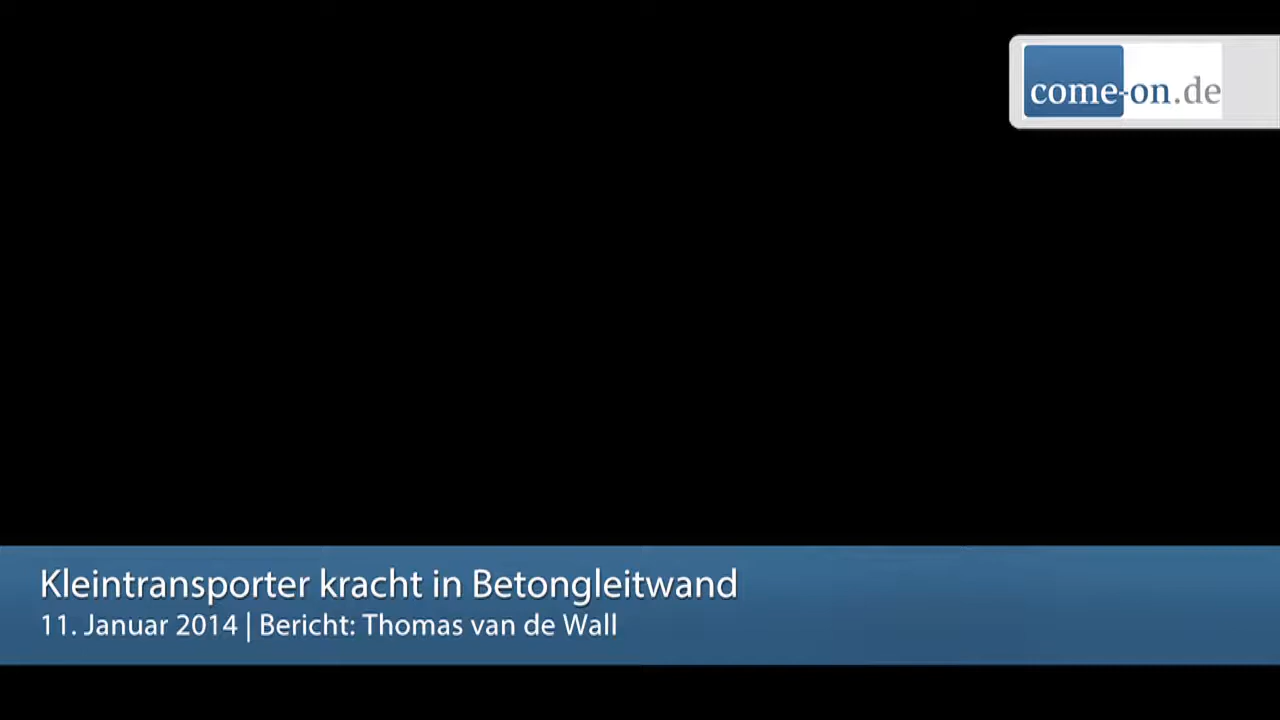 come-on.de
Kleintransporter kracht in Betongleitwand
11. Januar 2014 | Bericht: Thomas van de Wall